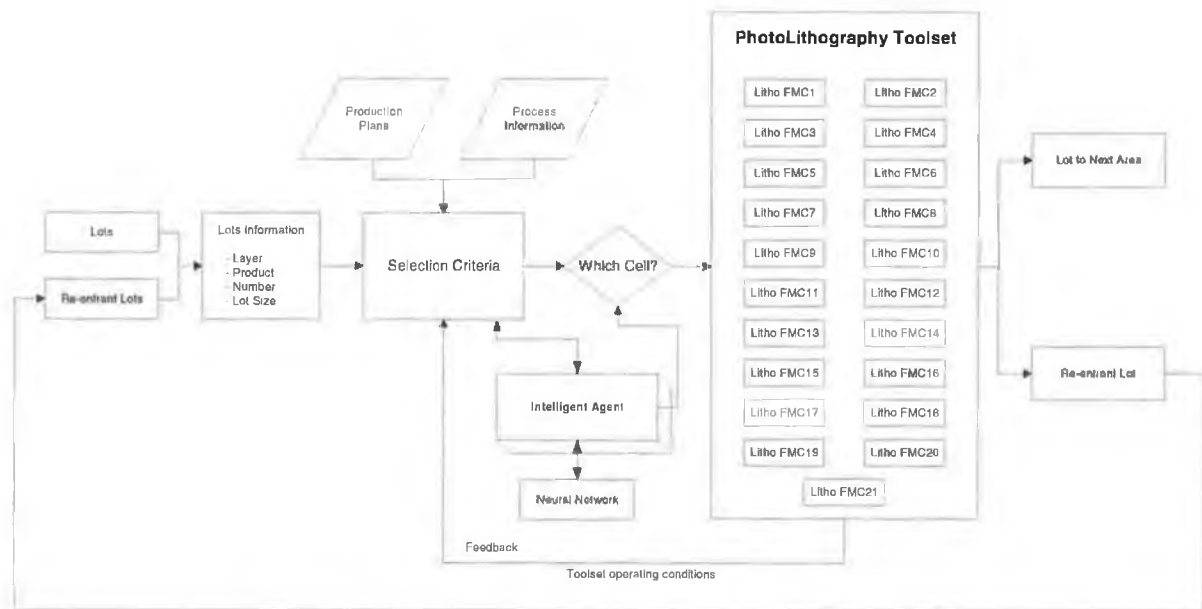 PhotoLithography Toolset
Production
Plans
Process
Information
Litho FMC1
Litho FMC2
Litho FMC3
Litho FMC4
Litho FMC5
Litho FMC6
Litho FMC7
Litho FMC8
Litho FMC9
Litho FMC10
Litho FMC11
Litho FMC12
Litho FMC13
Litho FMC14
Litho FMC15
Litho FMC16
Litho FMC17
Litho FMC18
Litho FMC19
Litho FMC20
Litho FMC21
Lots
Re-entrant Lots
Lots Information
- Layer
- Product
- Number
- Lot Size
Selection Criteria
Which Cell?
Intelligent Agent
Neural Network
Lot to Next Area
Re-entrant Lot
Feedback
Toolset operating conditions